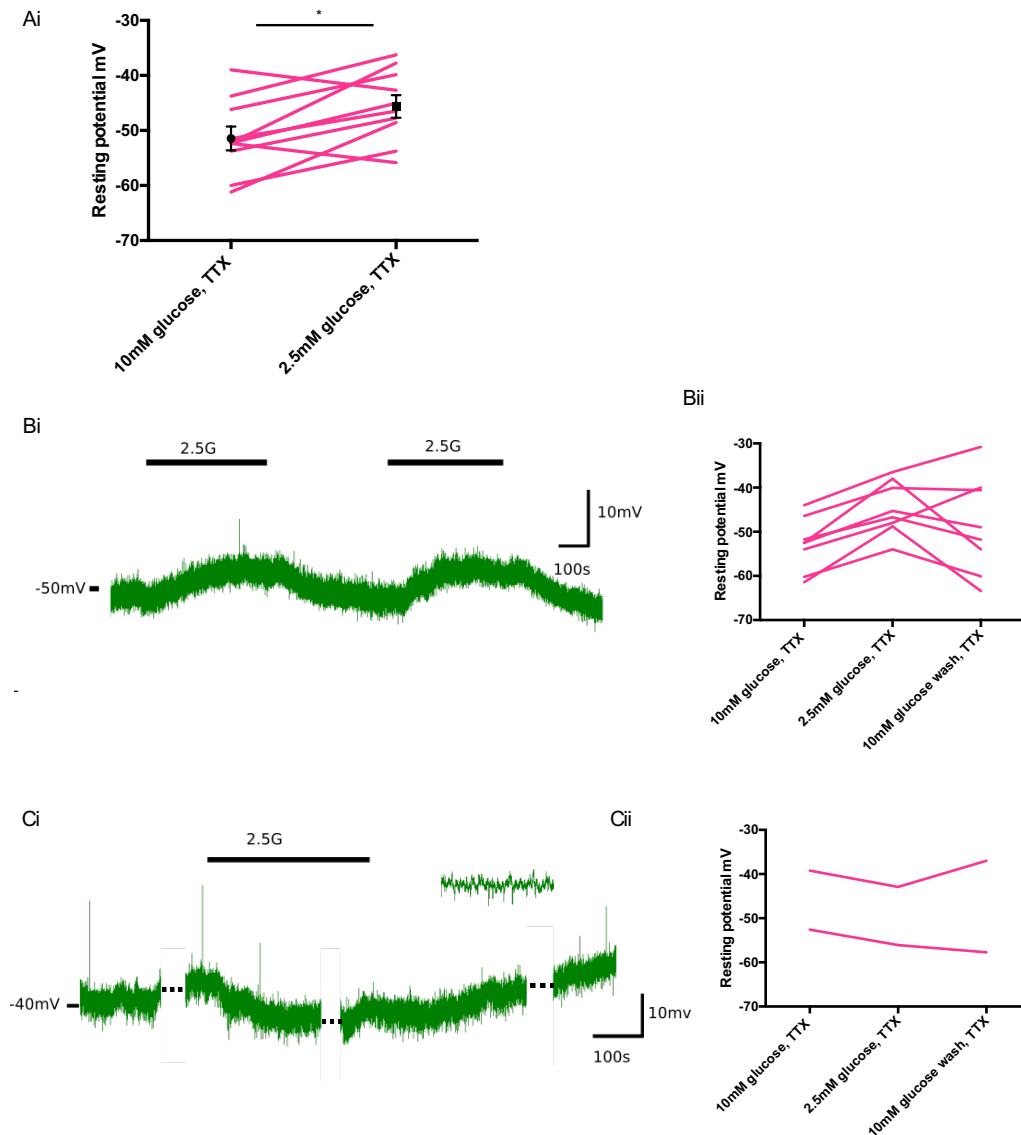 Ai
*
Resting potential mV
-30
-40
-50
-60
-70
10mM glucose, TTX
2.5mM glucose, TTX
Bi
2.5G
2.5G
10mV
100s
-50mV
-
Bii
Resting potential mV
-30
-40
-50
-60
-70
10mM glucose, TTX
2.5mM glucose, TTX
10mM glucose wash, TTX
Ci
2.5G
-40mV
10mv
100s
Cii
Resting potential mV
-30
-40
-50
-60
-70
10mM glucose, TTX
2.5mM glucose, TTX
10mM glucose wash, TTX